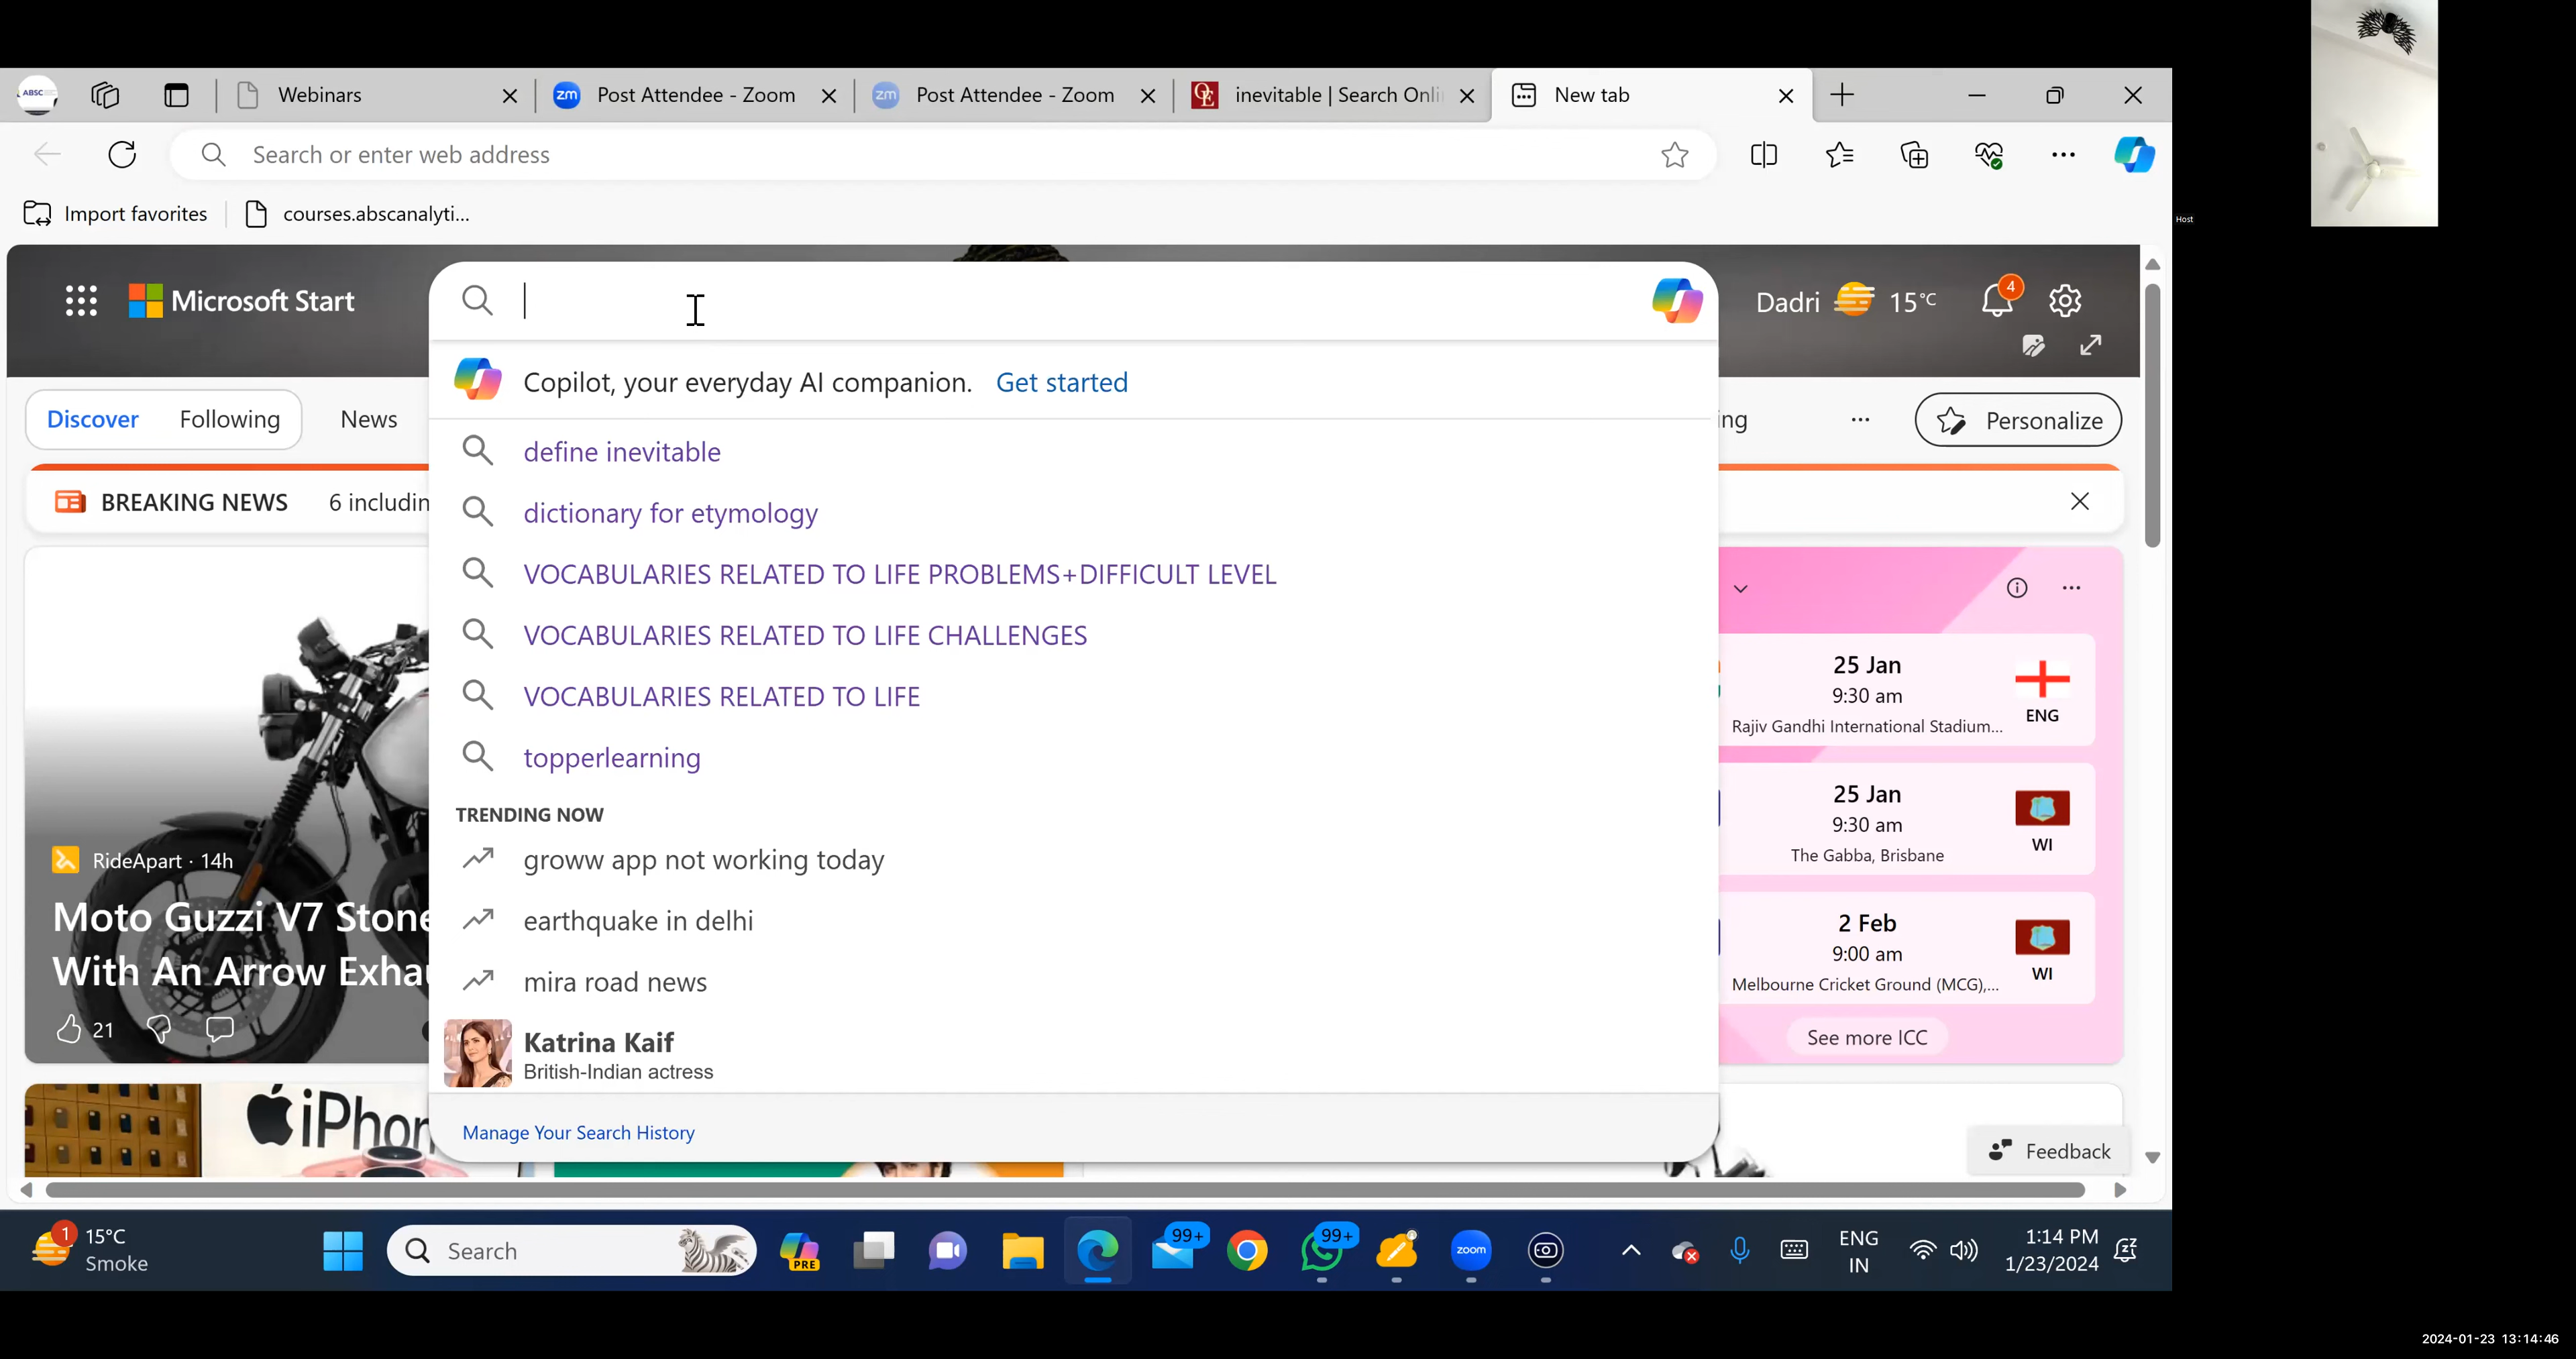 ABSC
Webinars
zm Post Attendee - Zoom
zm Post Attendee - Zoom
OE inevitable | Search Onli
New tab
Search or enter web address
Import favorites
courses.abscanalyti...
Host
Microsoft Start
Dadri 15°C 4
Copilot, your everyday AI companion. Get started
Discover Following News
ng ... Personalize
define inevitable
BREAKING NEWS 6 includin
dictionary for etymology
VOCABULARIES RELATED TO LIFE PROBLEMS+DIFFICULT LEVEL
VOCABULARIES RELATED TO LIFE CHALLENGES
VOCABULARIES RELATED TO LIFE
topperlearning
TRENDING NOW
groww app not working today
earthquake in delhi
mira road news
Katrina Kaif
British-Indian actress
Manage Your Search History
RideApart · 14h
Moto Guzzi V7 Stone
With An Arrow Exhau
21
iPhon
25 Jan
9:30 am
Rajiv Gandhi International Stadium...
ENG
25 Jan
9:30 am
The Gabba, Brisbane
WI
2 Feb
9:00 am
Melbourne Cricket Ground (MCG),...
WI
See more ICC
Feedback
1
15°C
Smoke
Search
PRE
99+
99+
zoom
ENG
IN
1:14 PM
1/23/2024
2024-01-23 13:14:46